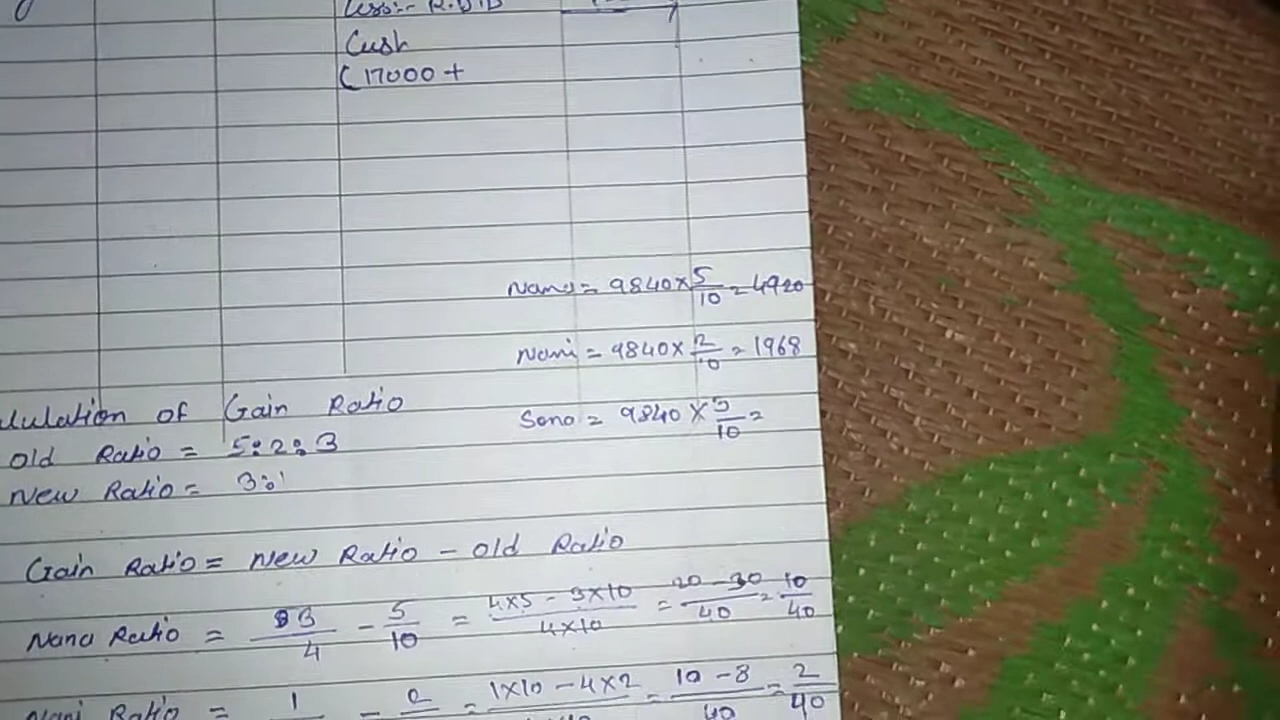 Less:- R.D.D
Cash
(17000 +
Nana = 9840 × 5/10 = 4920
Nani = 9840 × 2/10 = 1968
Sono = 9840 × 3/10 =
lculation of Gain Ratio
old Ratio = 5:2:3
New Ratio = 3:1
Gain Ratio = New Ratio - old Ratio
Nana Ratio = 3/4 - 5/10 = 4×5 - 3×10/4×10 = 20-30/40 = 10/40
Nani Ratio = 1 - 2 = 1×10 - 4×2 = 10-8/40 = 2/40